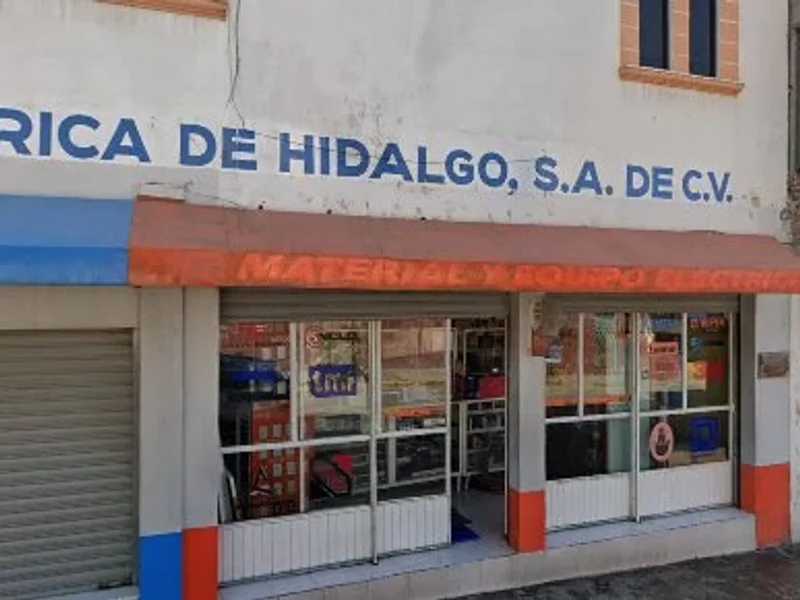 RICA DE HIDALGO, S.A. DE C.V.
MATERIAL Y EQUIPO ELECTRIC